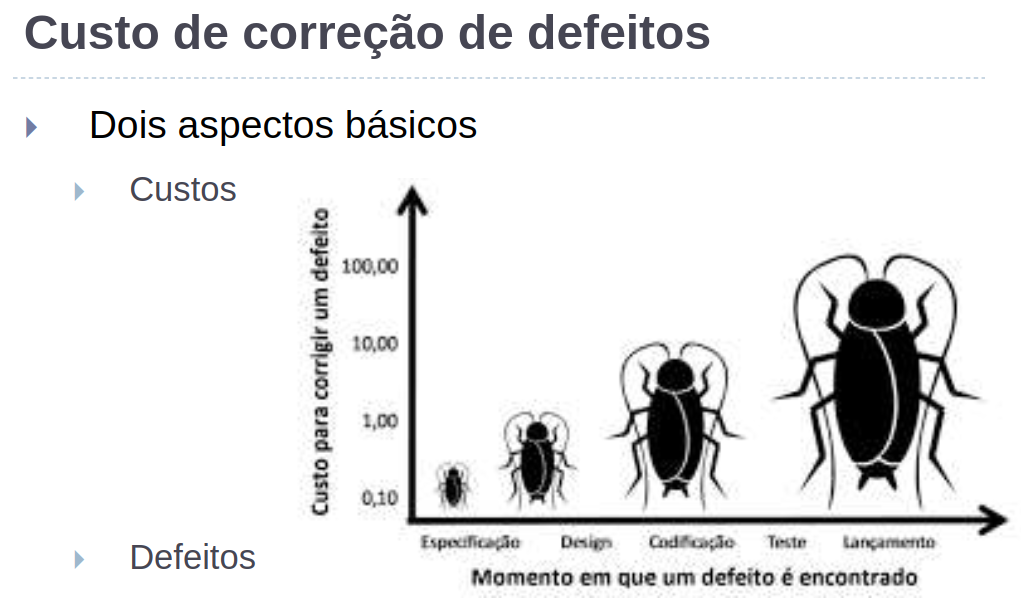 Custo de correção de defeitos
Dois aspectos básicos
Custos
Custo para corrigir um defeito
100,00
10,00
1,00
0,10
Especificação Design Codificação Teste Lançamento
Momento em que um defeito é encontrado
Defeitos